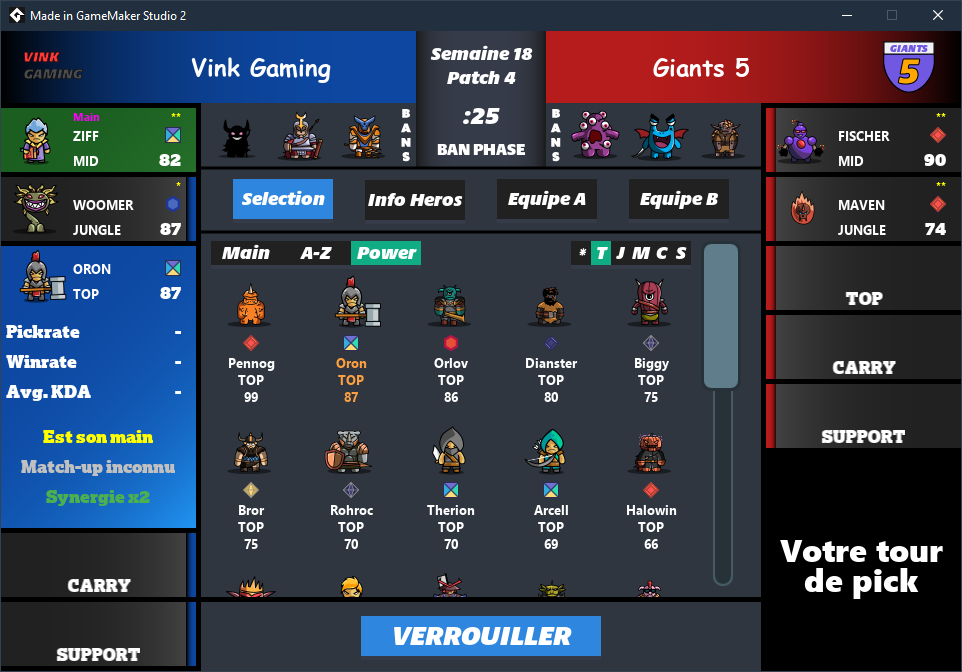 Made in GameMaker Studio 2
VINK
GAMING
Vink Gaming
Semaine 18
Patch 4
:25
BAN PHASE
Giants 5
GIANTS
5
BANS
BANS
Main
**
ZIFF
MID
82
*
WOOMER
JUNGLE
87
ORON
TOP
87
Pickrate -
Winrate -
Avg. KDA -
Est son main
Match-up inconnu
Synergie x2
CARRY
SUPPORT
Selection
Info Heros
Equipe A
Equipe B
Main A-Z Power
* T J M C S
Pennog Oron Orlov Dianster Biggy
TOP TOP TOP TOP TOP
99 87 86 80 75
Bror Rohroc Therion Arcell Halowin
TOP TOP TOP TOP TOP
75 70 70 69 66
VERROUILLER
**
FISCHER
MID
90
**
MAVEN
JUNGLE
74
TOP
CARRY
SUPPORT
Votre tour
de pick